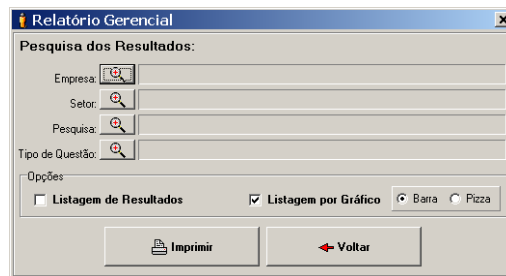 Relatório Gerencial
Pesquisa dos Resultados:
Empresa:
Setor:
Pesquisa:
Tipo de Questão:
Opções
Listagem de Resultados Listagem por Gráfico Barra Pizza
Imprimir Voltar